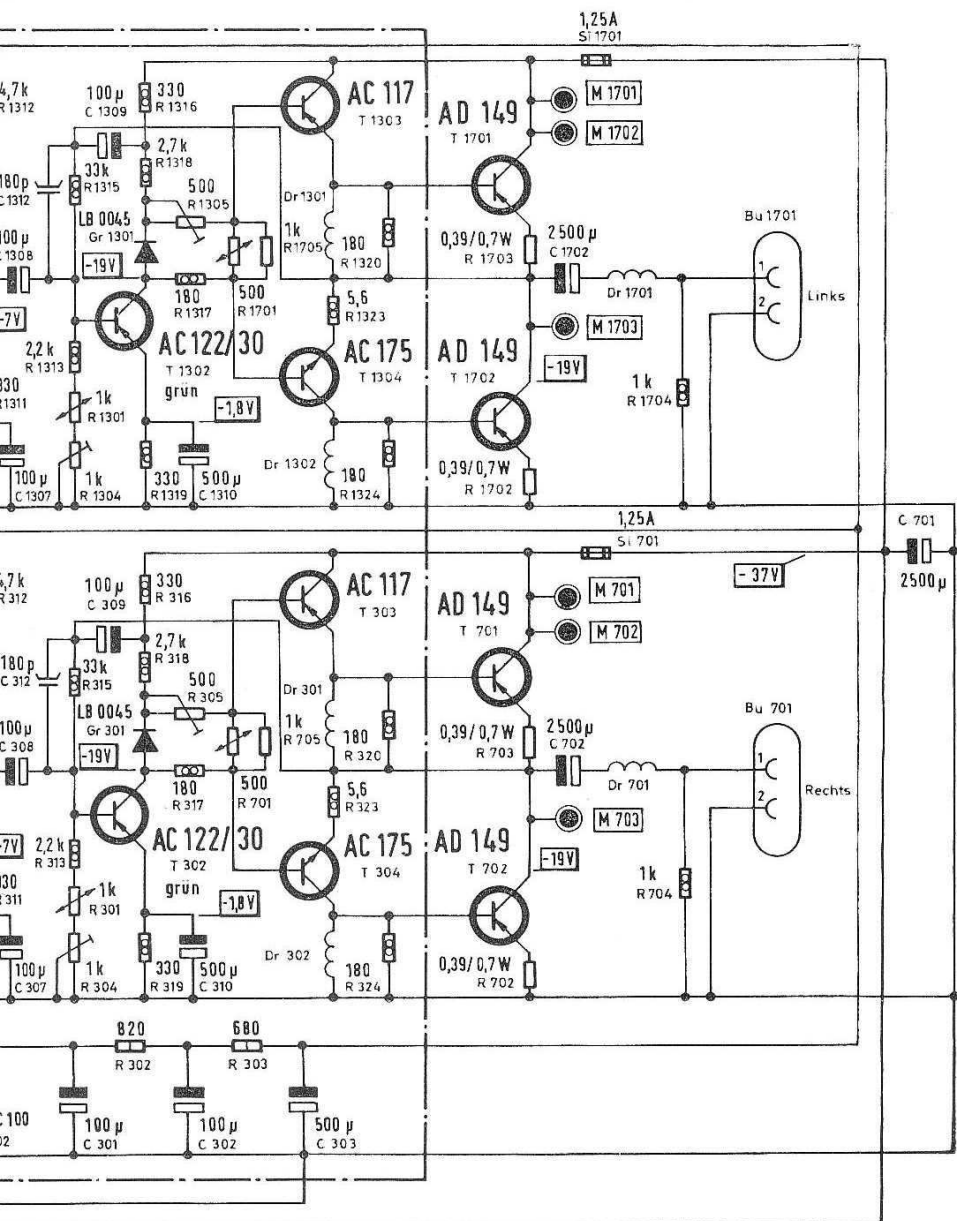 1,25A
Si 1701
4,7k
R 1312
100µ
C 1309
330
R 1316
AC 117
T 1303
AD 149
T 1701
M 1701
M 1702
180p
C 1312
33k
R 1315
2,7k
R 1318
500
R 1305
LB 0045
Gr 1301
Dr 1301
1k
R 1705
180
R 1320
0,39/0,7W
R 1703
2500µ
C 1702
Dr 1701
Bu 1701
1
2
Links
100µ
C 1308
-19V
180
R 1317
500
R 1701
5,6
R 1323
M 1703
-7V
2,2k
R 1313
AC 122/30
T 1302
grün
AC 175
T 1304
AD 149
T 1702
-19V
R 1311
1k
R 1301
-1,8V
1k
R 1704
100µ
C 1307
1k
R 1304
330
R 1319
500µ
C 1310
Dr 1302
180
R 1324
0,39/0,7W
R 1702
1,25A
Si 701
C 701
2500µ
- 37V
R 312
100µ
C 309
330
R 316
AC 117
T 303
AD 149
T 701
M 701
M 702
180p
C 312
33k
R 315
2,7k
R 318
500
R 305
LB 0045
Gr 301
Dr 301
1k
R 705
180
R 320
0,39/0,7W
R 703
2500µ
C 702
Dr 701
Bu 701
1
2
Rechts
100µ
C 308
-19V
180
R 317
500
R 701
5,6
R 323
M 703
-7V
2,2k
R 313
AC 122/30
T 302
grün
AC 175
T 304
AD 149
T 702
-19V
1k
R 301
-1,8V
1k
R 704
100µ
C 307
1k
R 304
330
R 319
500µ
C 310
Dr 302
180
R 324
0,39/0,7W
R 702
820
R 302
680
R 303
100µ
C 301
100µ
C 302
500µ
C 303